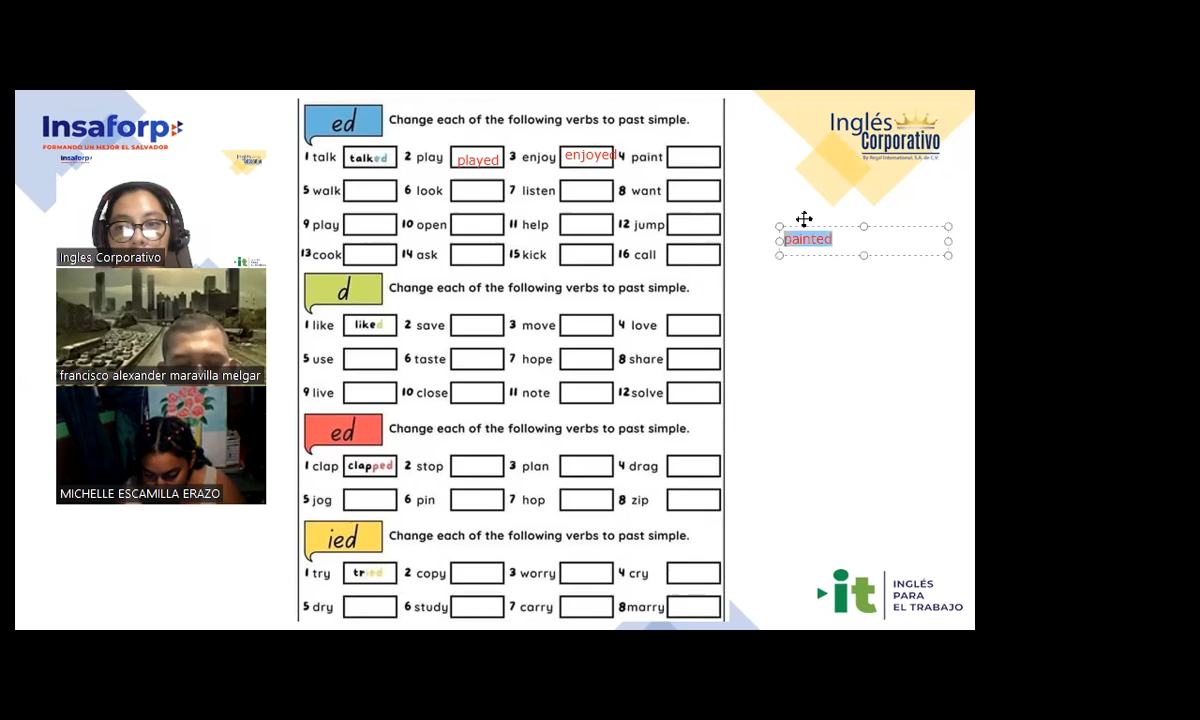 Insaforp
FORMANDO UN MEJOR EL SALVADOR
Insaforp
Ingles Corporativo
it
francisco alexander maravilla melgar
MICHELLE ESCAMILLA ERAZO
ed Change each of the following verbs to past simple.
1 talk talked 2 play played 3 enjoy enjoyed 4 paint
5 walk 6 look 7 listen 8 want
9 play 10 open 11 help 12 jump
13 cook 14 ask 15 kick 16 call
d Change each of the following verbs to past simple.
1 like liked 2 save 3 move 4 love
5 use 6 taste 7 hope 8 share
9 live 10 close 11 note 12 solve
ed Change each of the following verbs to past simple.
1 clap clapped 2 stop 3 plan 4 drag
5 jog 6 pin 7 hop 8 zip
ied Change each of the following verbs to past simple.
1 try tried 2 copy 3 worry 4 cry
5 dry 6 study 7 carry 8 marry
Inglés
Corporativo
By Regal International, S.A. de C.V.
painted
it INGLÉS
PARA
EL TRABAJO